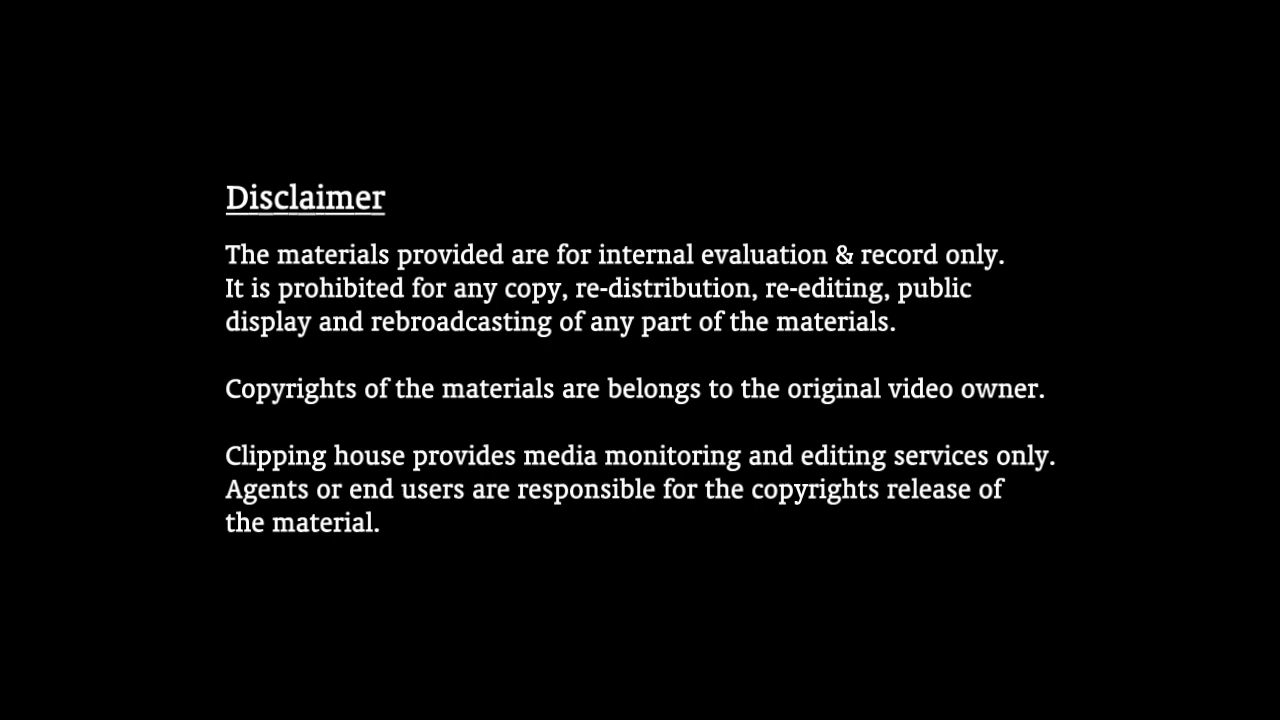 Disclaimer
The materials provided are for internal evaluation & record only.
It is prohibited for any copy, re-distribution, re-editing, public
display and rebroadcasting of any part of the materials.
Copyrights of the materials are belongs to the original video owner.
Clipping house provides media monitoring and editing services only.
Agents or end users are responsible for the copyrights release of
the material.